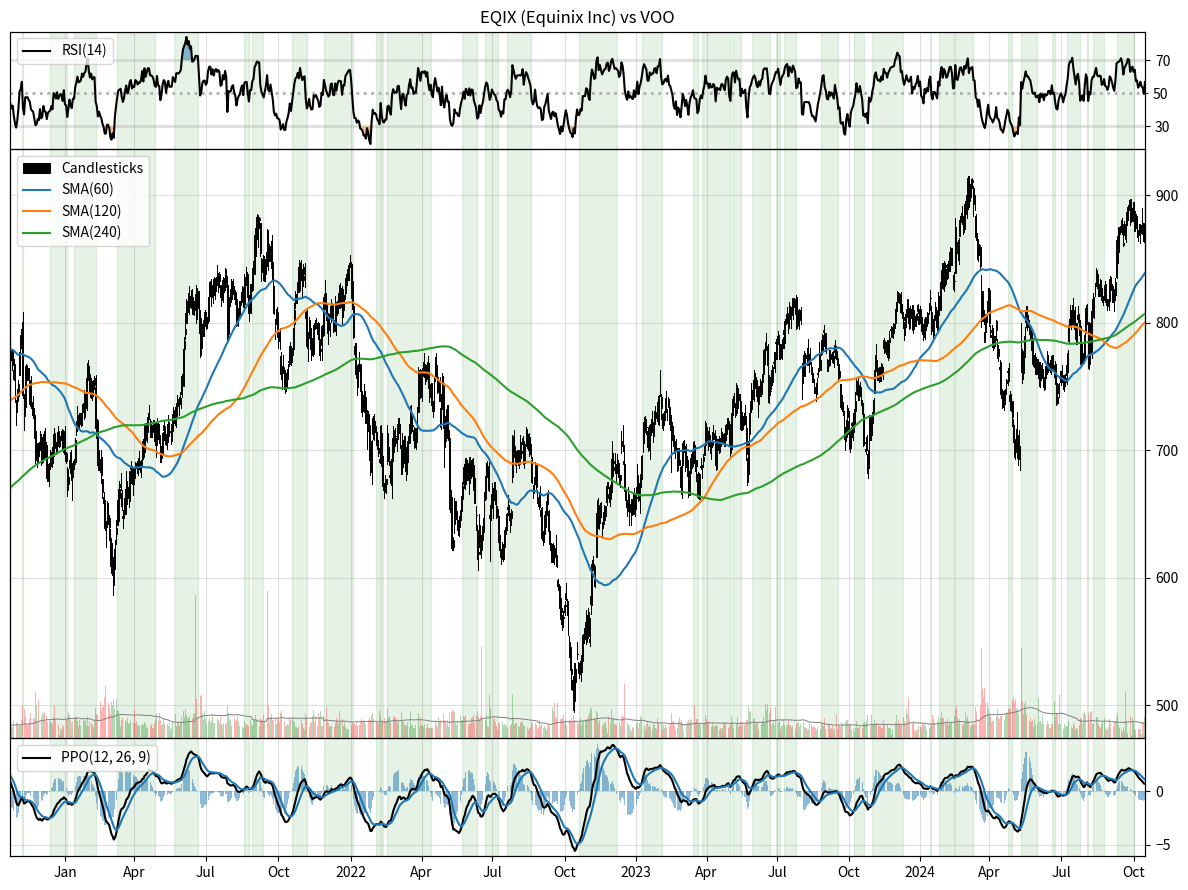 EQIX (Equinix Inc) vs VOO
RSI(14)
70
50
30
Candlesticks
SMA(60)
SMA(120)
SMA(240)
900
800
700
600
500
PPO(12, 26, 9)
0
−5
Jan Apr Jul Oct 2022 Apr Jul Oct 2023 Apr Jul Oct 2024 Apr Jul Oct